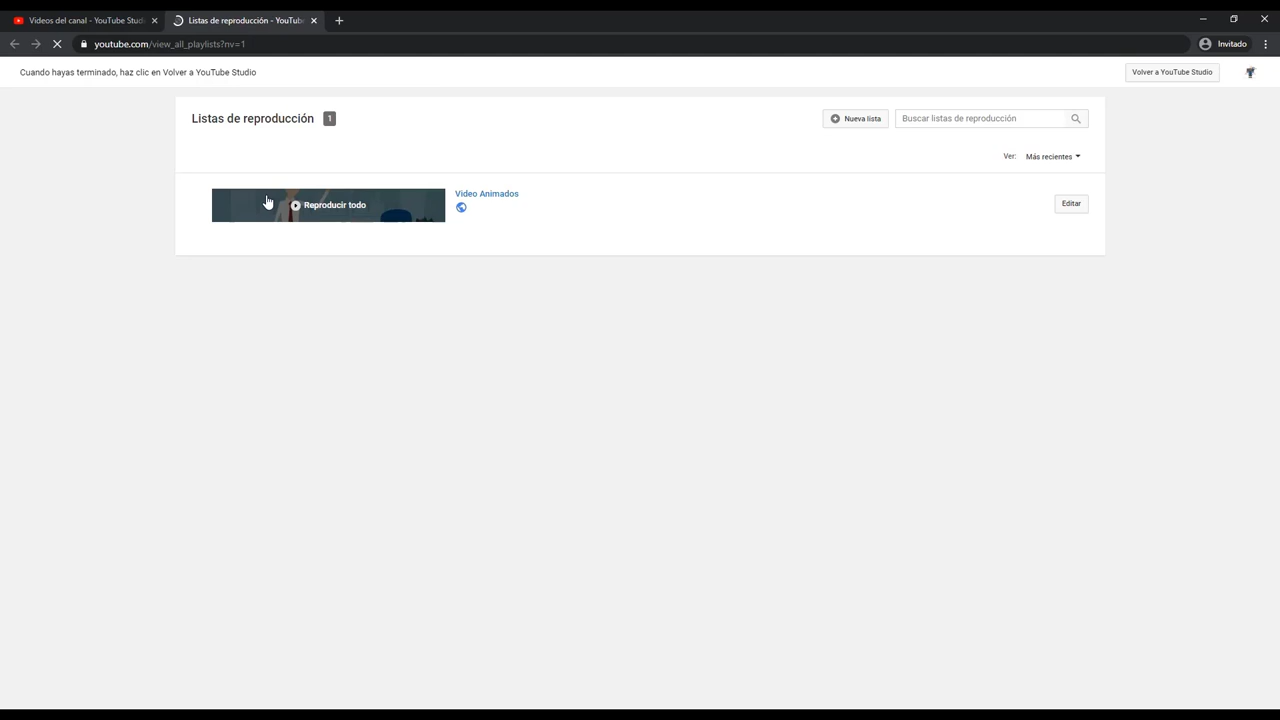 Videos del canal - YouTube Studi
Listas de reproducción - YouTube
youtube.com/view_all_playlists?nv=1
Invitado
Cuando hayas terminado, haz clic en Volver a YouTube Studio
Volver a YouTube Studio
Listas de reproducción 1
Nueva lista
Buscar listas de reproducción
Ver: Más recientes
Reproducir todo
Video Animados
Editar